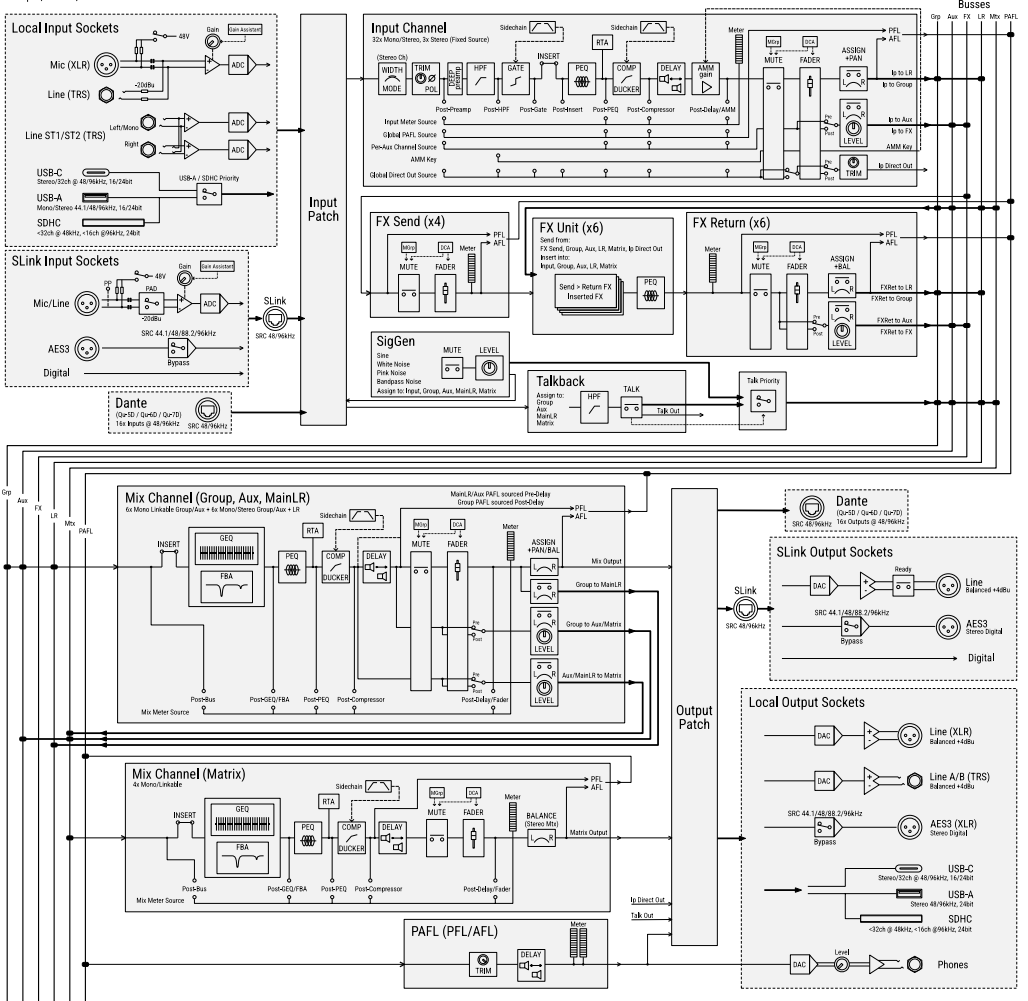 Busses
Grp Aux FX LR Mtx PAFL
Local Input Sockets
48V
Gain
Gain Assistant
Mic (XLR)
ADC
-20dBu
Line (TRS)
Left/Mono
ADC
Line ST1/ST2 (TRS)
Right
ADC
USB-C
Stereo/32ch @ 48/96kHz, 16/24bit
USB-A / SDHC Priority
USB-A
Mono/Stereo 44.1/48/96kHz, 16/24bit
SDHC
<32ch @ 48kHz, <16ch @96kHz, 24bit
SLink Input Sockets
48V
Gain
Gain Assistant
PP
PAD
Mic/Line
ADC
-20dBu
SLink
SRC 48/96kHz
SRC 44.1/48/88.2/96kHz
AES3
Bypass
Digital
Dante
(Qu-5D / Qu-6D / Qu-7D)
16x Inputs @ 48/96kHz
SRC 48/96kHz
Input
Patch
Input Channel
32x Mono/Stereo, 3x Stereo (Fixed Source)
Sidechain
Sidechain
Meter
PFL
AFL
(Stereo Ch)
WIDTH
MODE
TRIM
POL
DEEP
preamp
HPF
GATE
INSERT
RTA
PEQ
COMP
DUCKER
DELAY
AMM
gain
MGrp
DCA
MUTE
FADER
ASSIGN
+PAN
L R
Ip to LR
Ip to Group
Post-Preamp
Post-HPF
Post-Gate
Post-Insert
Post-PEQ
Post-Compressor
Post-Delay/AMM
Input Meter Source
Global PAFL Source
Per-Aux Channel Source
AMM Key
Global Direct Out Source
Pre
Post
L R
LEVEL
Ip to Aux
Ip to FX
AMM Key
Pre
Post
TRIM
Ip Direct Out
FX Send (x4)
PFL
AFL
MGrp
DCA
Meter
MUTE
FADER
FX Unit (x6)
Send from:
FX Send, Group, Aux, LR, Matrix, Ip Direct Out
Insert into:
Input, Group, Aux, LR, Matrix
Send > Return FX
Inserted FX
PEQ
FX Return (x6)
PFL
AFL
Meter
MGrp
DCA
MUTE
FADER
ASSIGN
+BAL
L R
FXRet to LR
FXRet to Group
Pre
Post
L R
LEVEL
FXRet to Aux
FXRet to FX
SigGen
Sine
White Noise
Pink Noise
Bandpass Noise
Assign to: Input, Group, Aux, MainLR, Matrix
MUTE
LEVEL
Talkback
Assign to:
Group
Aux
MainLR
Matrix
HPF
TALK
Talk Out
Talk Priority
Grp
Aux
FX
LR
Mtx
PAFL
Mix Channel (Group, Aux, MainLR)
6x Mono Linkable Group/Aux + 6x Mono/Stereo Group/Aux + LR
MainLR/Aux PAFL sourced Pre-Delay
Group PAFL sourced Post-Delay
PFL
AFL
Sidechain
INSERT
GEQ
FBA
PEQ
RTA
COMP
DUCKER
DELAY
MGrp
DCA
MUTE
FADER
Meter
ASSIGN
+PAN/BAL
L R
Mix Output
L R
Group to MainLR
Pre
Post
L R
LEVEL
Group to Aux/Matrix
Pre
Post
L R
LEVEL
Aux/MainLR to Matrix
Post-Bus
Post-GEQ/FBA
Post-PEQ
Post-Compressor
Post-Delay/Fader
Mix Meter Source
Mix Channel (Matrix)
4x Mono/Linkable
Sidechain
PFL
AFL
INSERT
GEQ
FBA
PEQ
RTA
COMP
DUCKER
DELAY
MGrp
DCA
MUTE
FADER
Meter
BALANCE
(Stereo Mtx)
L R
Matrix Output
Post-Bus
Post-GEQ/FBA
Post-PEQ
Post-Compressor
Post-Delay/Fader
Mix Meter Source
Ip Direct Out
Talk Out
PAFL (PFL/AFL)
TRIM
DELAY
Meter
Output
Patch
Dante
(Qu-5D / Qu-6D / Qu-7D)
16x Outputs @ 48/96kHz
SRC 48/96kHz
SLink
SRC 48/96kHz
SLink Output Sockets
DAC
Ready
Line
Balanced +4dBu
SRC 44.1/48/88.2/96kHz
AES3
Stereo Digital
Bypass
Digital
Local Output Sockets
DAC
Line (XLR)
Balanced +4dBu
DAC
Line A/B (TRS)
Balanced +4dBu
SRC 44.1/48/88.2/96kHz
AES3 (XLR)
Stereo Digital
Bypass
USB-C
Stereo/32ch @ 48/96kHz, 16/24bit
USB-A
Stereo 48/96kHz, 24bit
SDHC
<32ch @ 48kHz, <16ch @96kHz, 24bit
DAC
Level
Phones